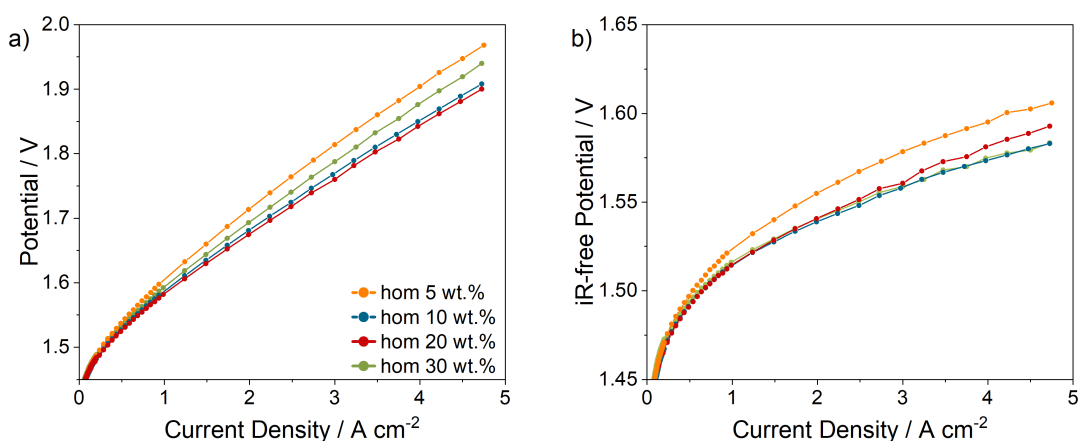 a)
2.0
1.9
1.8
1.7
1.6
1.5
Potential / V
0 1 2 3 4 5
Current Density / A cm-2
hom 5 wt.%
hom 10 wt.%
hom 20 wt.%
hom 30 wt.%
b)
1.65
1.60
1.55
1.50
1.45
iR-free Potential / V
0 1 2 3 4 5
Current Density / A cm-2